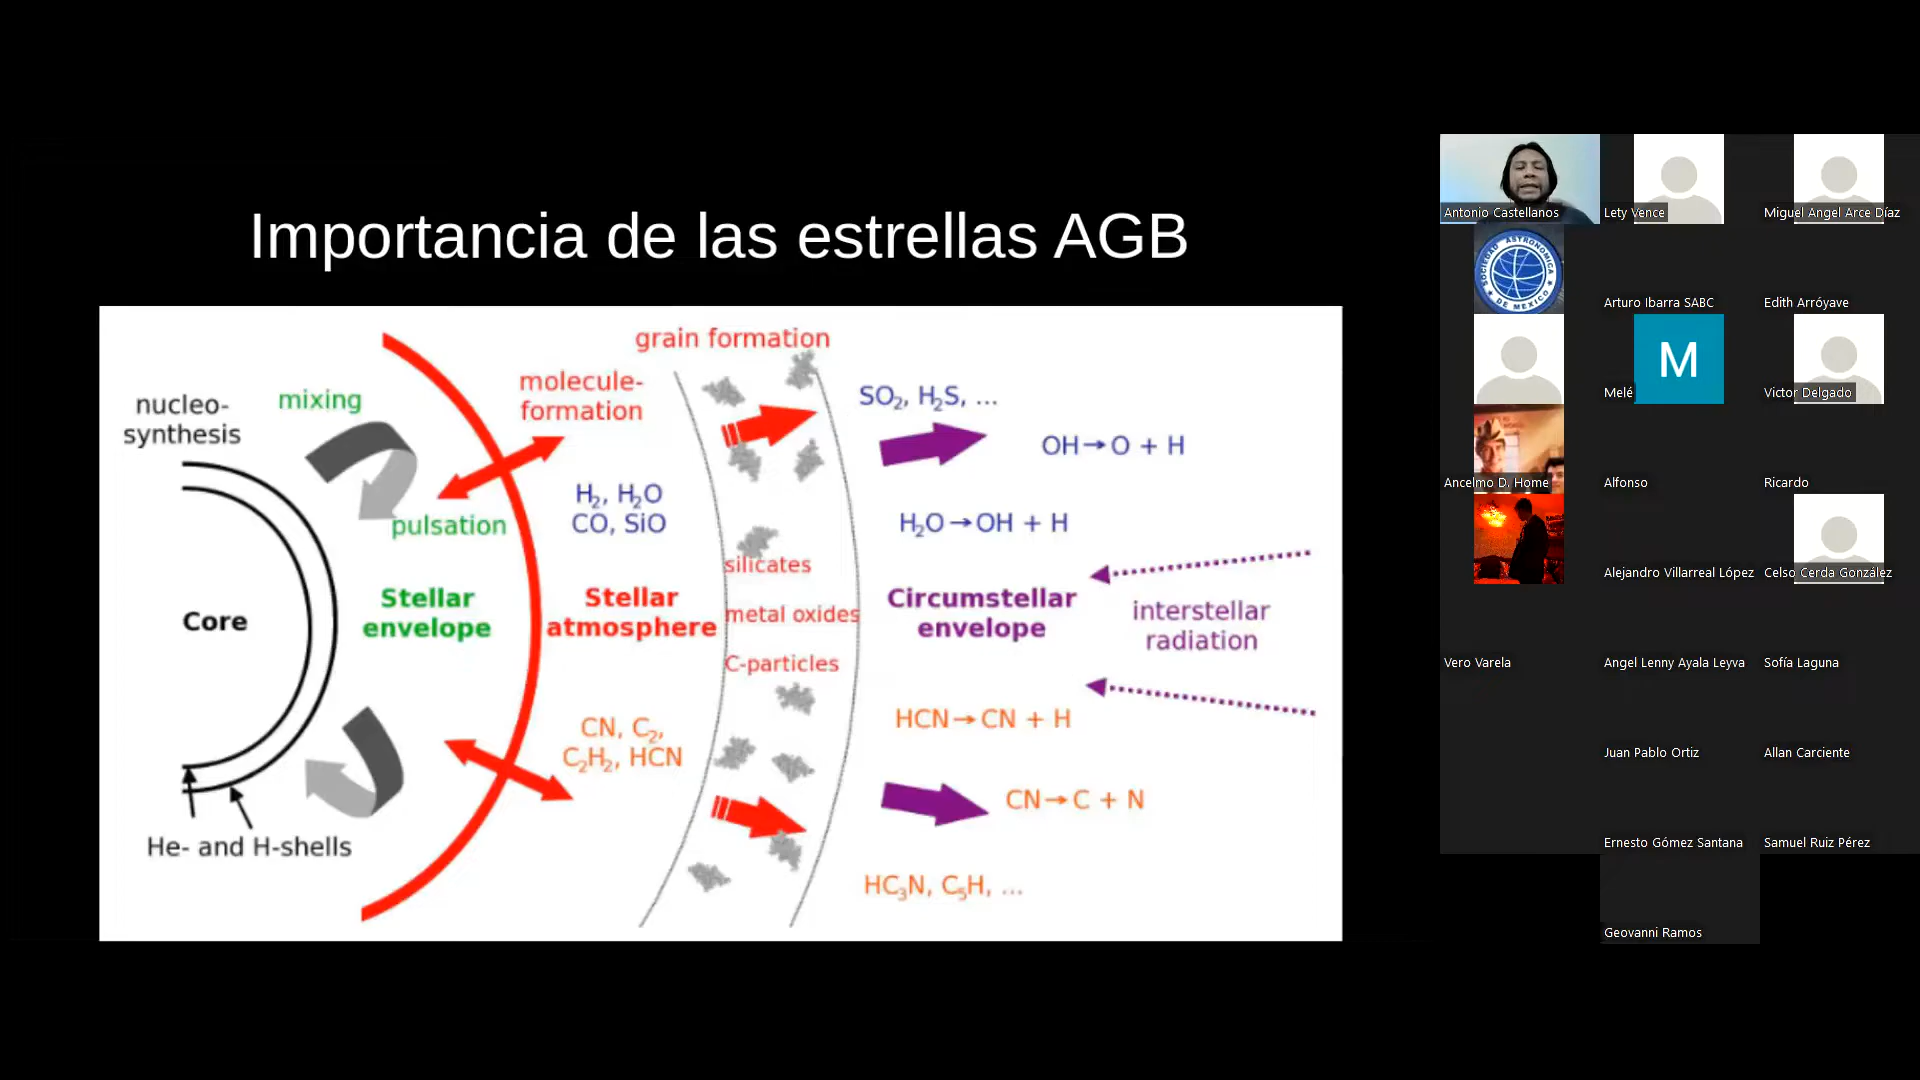 Importancia de las estrellas AGB
grain formation
molecule-
formation
mixing
nucleo-
synthesis
SO₂, H₂S, ...
OH→O + H
H₂, H₂O
CO, SiO
pulsation
H₂O→OH + H
silicates
Stellar
envelope
Stellar
atmosphere
metal oxides
Circumstellar
envelope
interstellar
radiation
Core
C-particles
CN, C₂,
C₂H₂, HCN
HCN→CN + H
CN→C + N
He- and H-shells
HC₃N, C₅H, ...
Antonio Castellanos
Lety Vence
Miguel Angel Arce Díaz
SOCIEDAD ASTRONOMICA
DE MEXICO
Arturo Ibarra SABC
Edith Arróyave
M
Melé
Victor Delgado
Ancelmo D. Home
Alfonso
Ricardo
Alejandro Villarreal López
Celso Cerda González
Vero Varela
Angel Lenny Ayala Leyva
Sofía Laguna
Juan Pablo Ortiz
Allan Carciente
Ernesto Gómez Santana
Samuel Ruiz Pérez
Geovanni Ramos